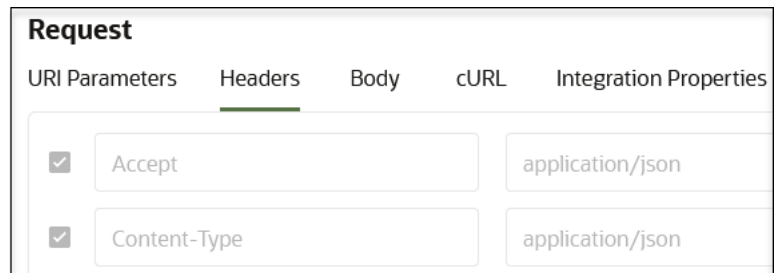 Request
URI Parameters Headers Body cURL Integration Properties
Accept application/json
Content-Type application/json